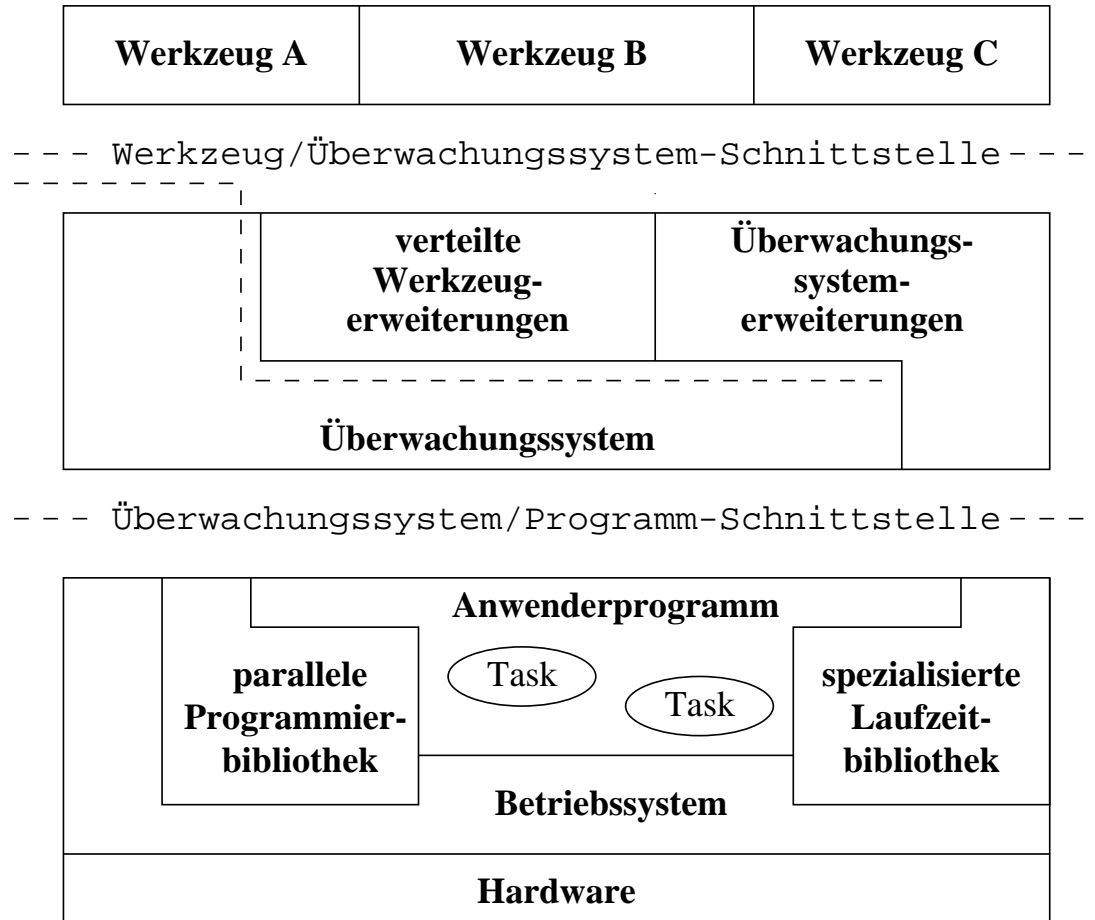 Werkzeug A Werkzeug B Werkzeug C
Werkzeug/Überwachungssystem-Schnittstelle
verteilte
Werkzeug-
erweiterungen
Überwachungs-
system-
erweiterungen
Überwachungssystem
Überwachungssystem/Programm-Schnittstelle
Anwenderprogramm
parallele
Programmier-
bibliothek
Task
Task
spezialisierte
Laufzeit-
bibliothek
Betriebssystem
Hardware